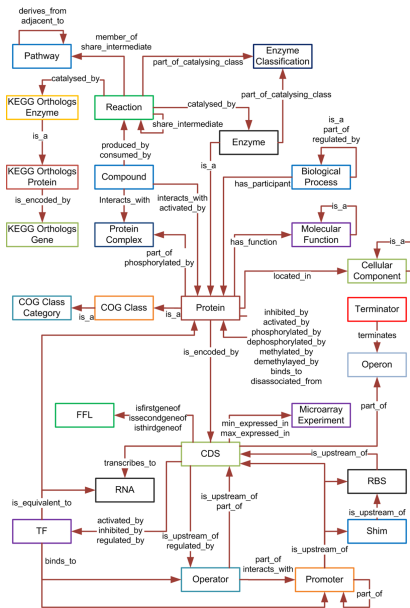 derives_from
adjacent_to
member_of
share_intermediate
part_of_catalysing_class
Pathway
Enzyme
Classification
catalysed_by
part_of_catalysing_class
KEGG Orthologs
Enzyme
Reaction
catalysed_by
share_intermediate
is_a
Enzyme
is_a
part_of
regulated_by
produced_by
consumed_by
is_a
KEGG Orthologs
Protein
Compound
Biological
Process
has_participant
interacts_with
activated_by
is_encoded_by
Interacts_with
is_a
KEGG Orthologs
Gene
Protein
Complex
has_function
Molecular
Function
part_of
phosphorylated_by
is_a
located_in
Cellular
Component
COG Class
Category
COG Class
Protein
Terminator
is_a
is_a
inhibited_by
activated_by
phosphorylated_by
dephosphorylated_by
methylated_by
demethylayed_by
binds_to
disassociated_from
terminates
is_encoded_by
Operon
part_of
FFL
isfirstgeneof
issecondgeneof
isthirdgeneof
min_expressed_in
max_expressed_in
Microarray
Experiment
CDS
is_upstream_of
transcribes_to
RNA
RBS
is_equivalent_to
is_upstream_of
part_of
is_upstream_of
TF
activated_by
inhibited_by
regulated_by
Shim
is_upstream_of
regulated_by
is_upstream_of
binds_to
part_of
interacts_with
Operator
Promoter
part_of